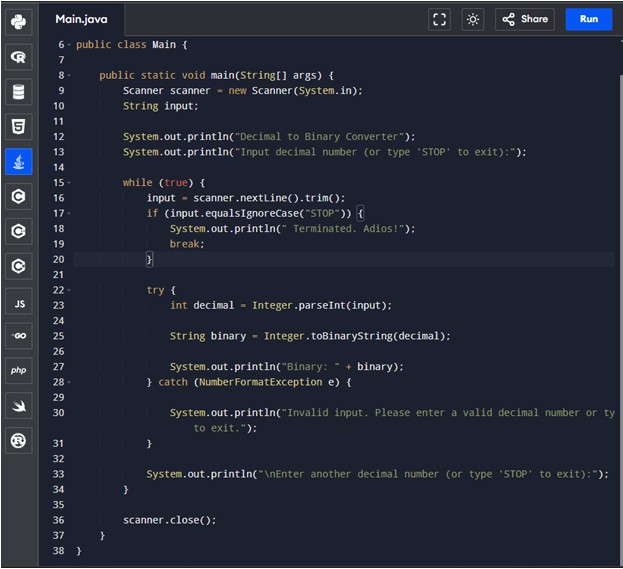 Main.java
Share
Run
6 public class Main {
7
8 public static void main(String[] args) {
9 Scanner scanner = new Scanner(System.in);
10 String input;
11
12 System.out.println("Decimal to Binary Converter");
13 System.out.println("Input decimal number (or type 'STOP' to exit):");
14
15 while (true) {
16 input = scanner.nextLine().trim();
17 if (input.equalsIgnoreCase("STOP")) {
18 System.out.println(" Terminated. Adios!");
19 break;
20 }
21
22 try {
23 int decimal = Integer.parseInt(input);
24
25 String binary = Integer.toBinaryString(decimal);
26
27 System.out.println("Binary: " + binary);
28 } catch (NumberFormatException e) {
29
30 System.out.println("Invalid input. Please enter a valid decimal number or ty
to exit.");
31 }
32
33 System.out.println("\nEnter another decimal number (or type 'STOP' to exit):");
34 }
35
36 scanner.close();
37 }
38 }
R
5
C
C
C
JS
GO
php